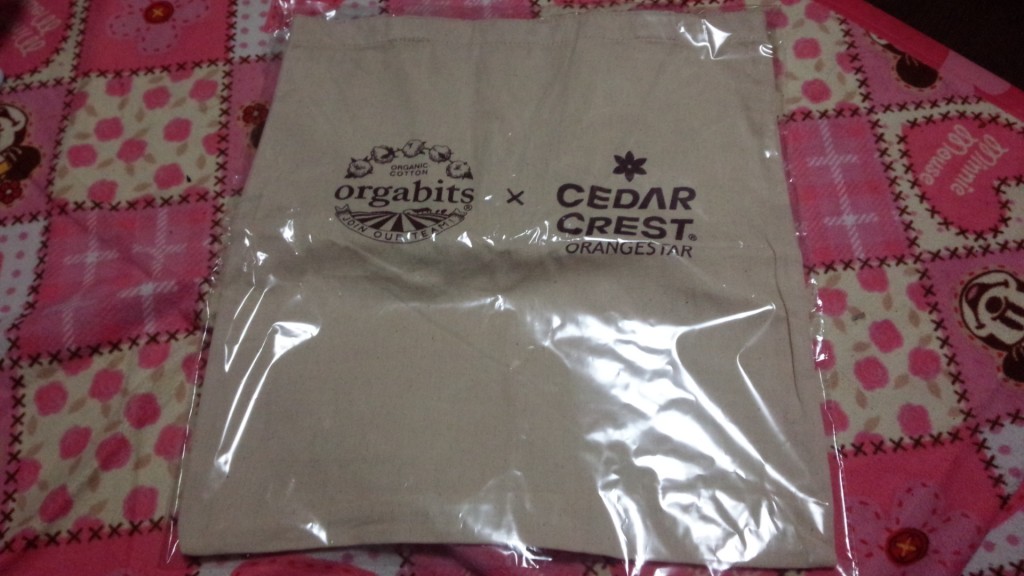 ORGANIC
COTTON
orgabits®
JOIN OUR TEAM!
×
CEDAR
CREST®
ORANGESTAR
Minnie
Mouse